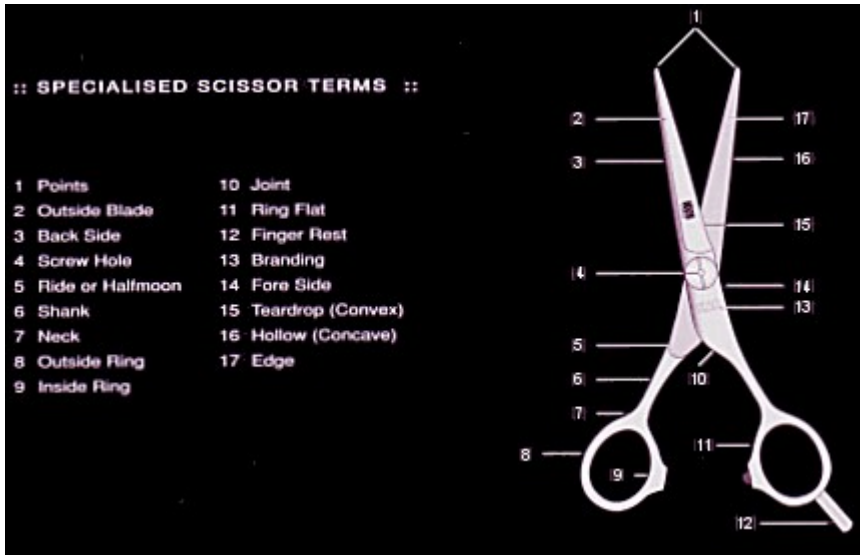 :: SPECIALISED SCISSOR TERMS ::
1 Points
2 Outside Blade
3 Back Side
4 Screw Hole
5 Ride or Halfmoon
6 Shank
7 Neck
8 Outside Ring
9 Inside Ring
10 Joint
11 Ring Flat
12 Finger Rest
13 Branding
14 Fore Side
15 Teardrop (Convex)
16 Hollow (Concave)
17 Edge
1
2
17
3
16
15
4
14
13
5
10
6
7
11
8
9
12